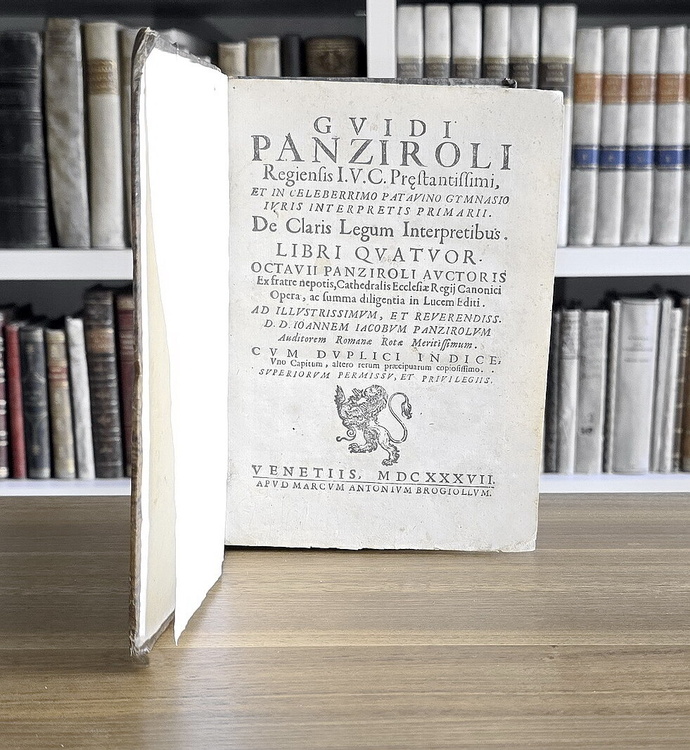 GVIDI
PANZIROLI
Regiensis I.V.C. Pręstantissimi,
ET IN CELEBERRIMO PATAVINO GYMNASIO
IVRIS INTERPRETIS PRIMARII.
De Claris Legum Interpretibus.
LIBRI QVATVOR.
OCTAVII PANZIROLI AVCTORIS
Ex fratre nepotis, Cathedralis Ecclesiæ Regij Canonici
Opera, ac summa diligentia in Lucem Editi.
AD ILLVSTRISSIMVM, ET REVERENDISS.
D. D. IOANNEM IACOBVM PANZIROLVM
Auditorem Romanæ Rotæ Meritissimum.
CVM DVPLICI INDICE,
Vno Capitum, altero rerum præcipuarum copiosissimo.
SVPERIORVM PERMISSV, ET PRIVILEGIIS.
VENETIIS, MDCXXXVII.
APVD MARCVM ANTONIVM BROGIOLLVM.